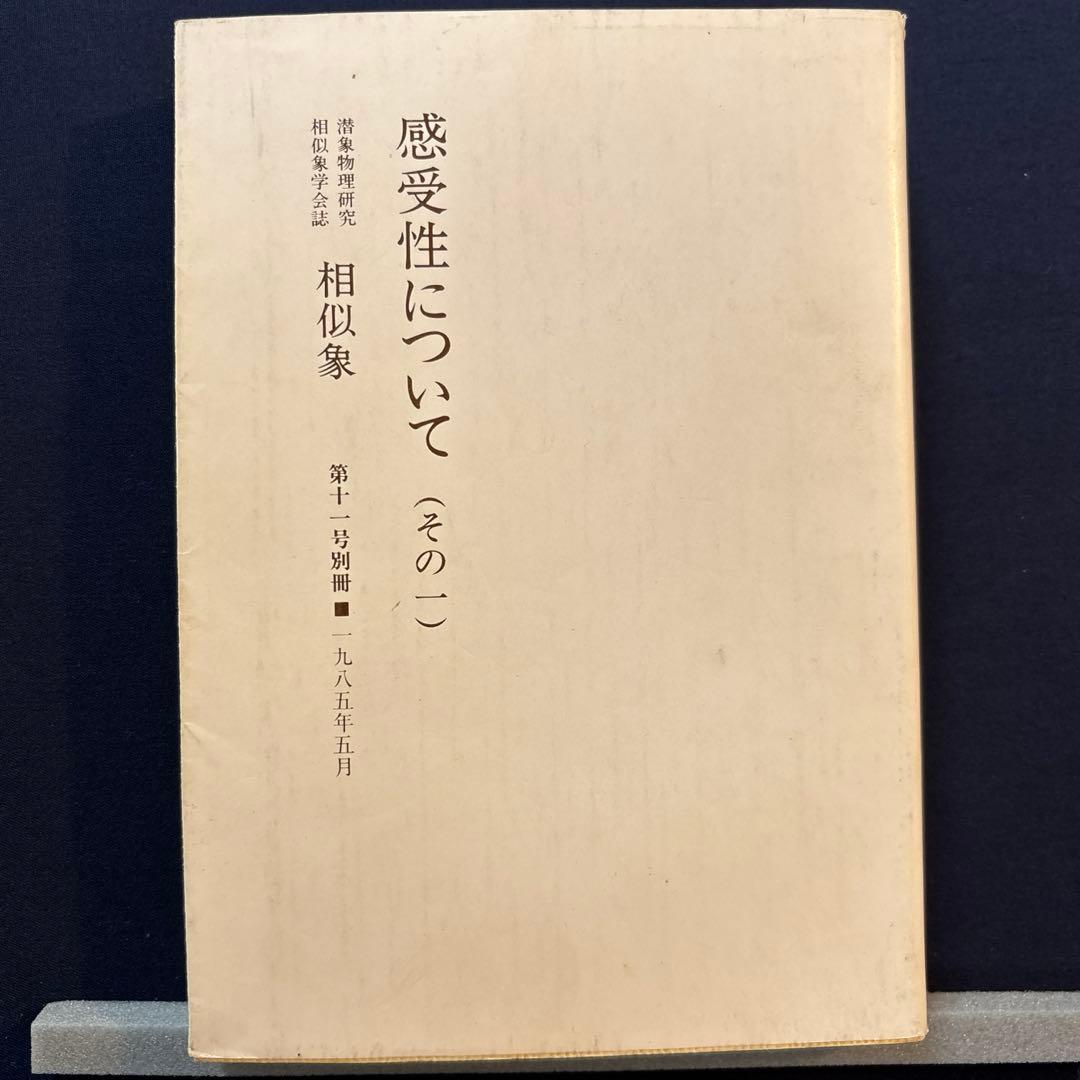 感受性について（その一）
潜象物理研究
相似象学会誌
相似象
第十一号別冊■一九八五年五月